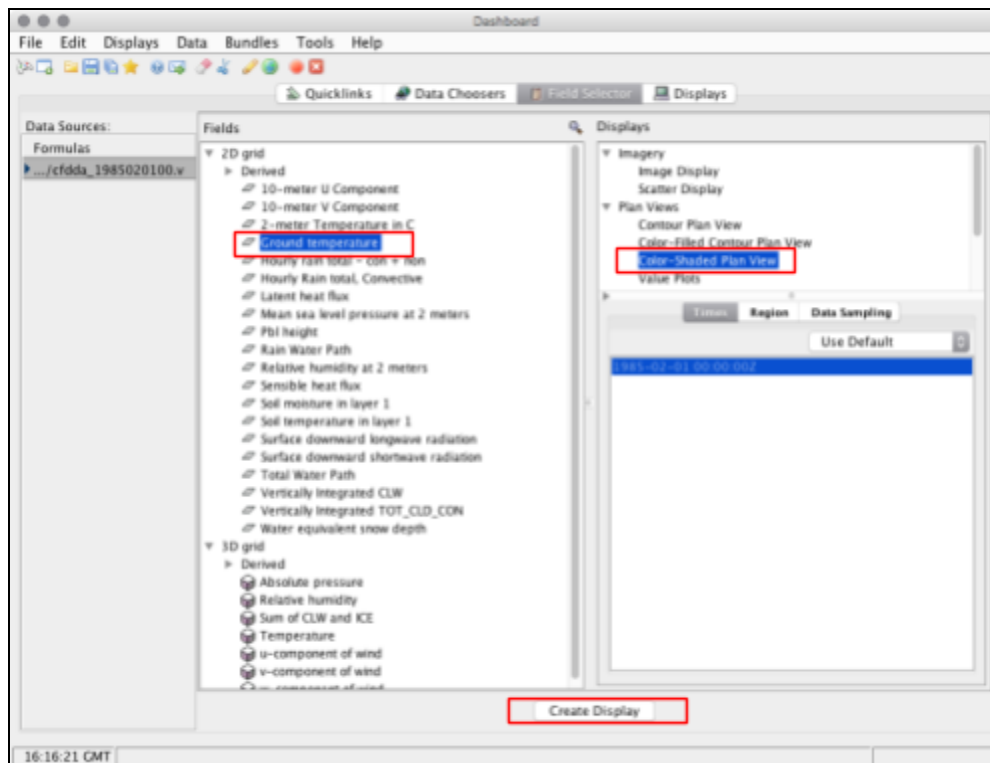 Dashboard
File Edit Displays Data Bundles Tools Help
Quicklinks Data Choosers Field Selector Displays
Data Sources:
Formulas
.../cfdda_1985020100.v
Fields
2D grid
Derived
10-meter U Component
10-meter V Component
2-meter Temperature in C
Ground temperature
Hourly rain total - con + non
Hourly Rain total, Convective
Latent heat flux
Mean sea level pressure at 2 meters
Pbl height
Rain Water Path
Relative humidity at 2 meters
Sensible heat flux
Soil moisture in layer 1
Soil temperature in layer 1
Surface downward longwave radiation
Surface downward shortwave radiation
Total Water Path
Vertically Integrated CLW
Vertically Integrated TOT_CLD_CON
Water equivalent snow depth
3D grid
Derived
Absolute pressure
Relative humidity
Sum of CLW and ICE
Temperature
u-component of wind
v-component of wind
Displays
Imagery
Image Display
Scatter Display
Plan Views
Contour Plan View
Color-Filled Contour Plan View
Color-Shaded Plan View
Value Plots
Times Region Data Sampling
Use Default
1985-02-01 00:00:00Z
Create Display
16:16:21 GMT